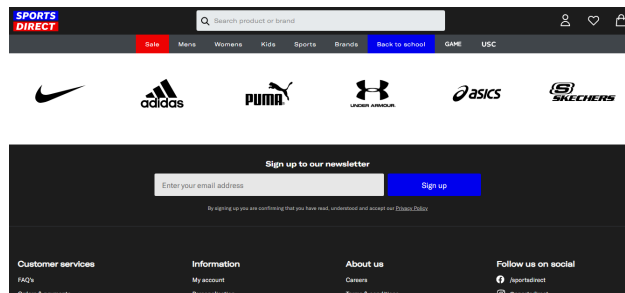 SPORTS
DIRECT
Search product or brand
Sale Mens Womens Kids Sports Brands Back to school GAME USC
adidas PUMA UNDER ARMOUR. asics SKECHERS
Sign up to our newsletter
Enter your email address Sign up
By signing up you are confirming that you have read, understood and accept our Privacy Policy
Customer services Information About us Follow us on social
FAQ's My account Careers /sportsdirect